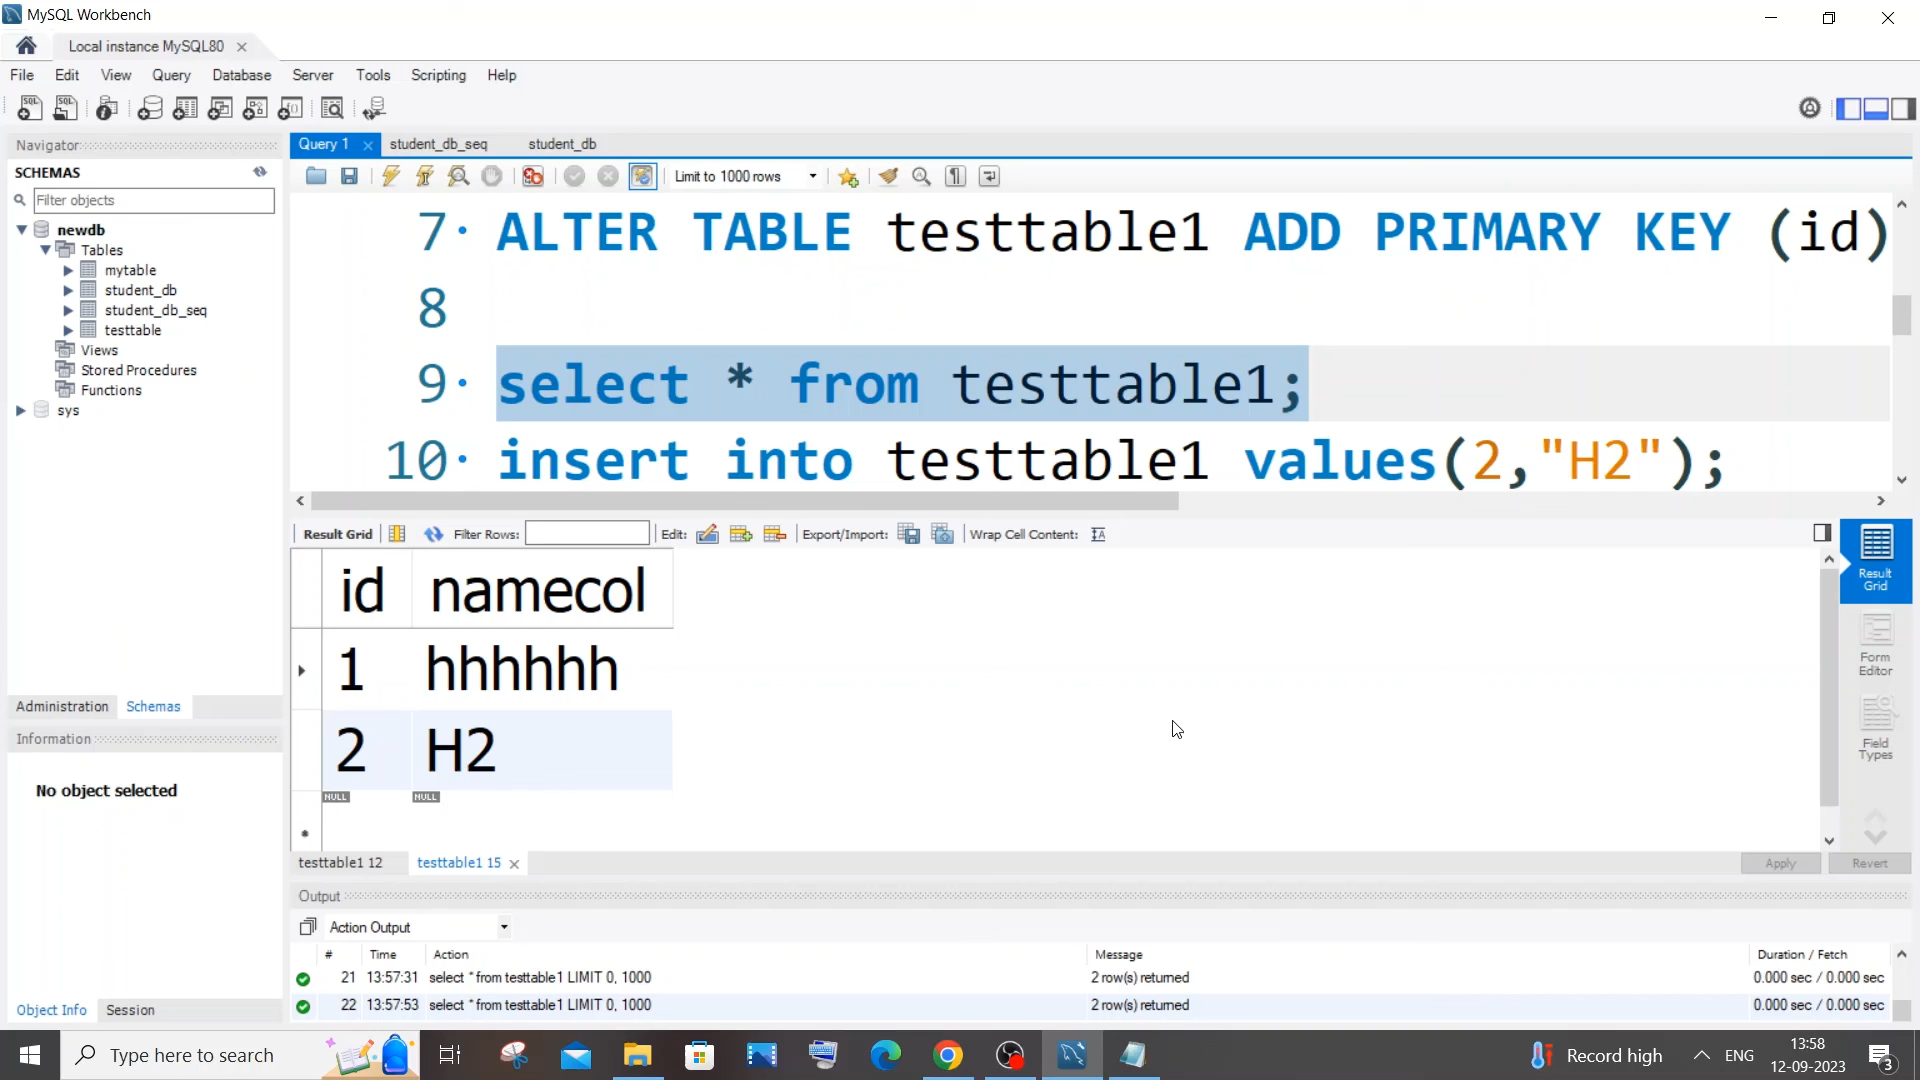 MySQL Workbench
Local instance MySQL80
File Edit View Query Database Server Tools Scripting Help
Navigator
SCHEMAS
Filter objects
newdb
Tables
mytable
student_db
student_db_seq
testtable
Views
Stored Procedures
Functions
sys
Administration Schemas
Information
No object selected
Object Info Session
Query 1 student_db_seq student_db
Limit to 1000 rows
7 ALTER TABLE testtable1 ADD PRIMARY KEY (id)
8
9 select * from testtable1;
10 insert into testtable1 values(2,"H2");
Result Grid Filter Rows: Edit: Export/Import: Wrap Cell Content:
id namecol
1 hhhhhh
2 H2
NULL NULL
Result Grid
Form Editor
Field Types
testtable1 12 testtable1 15
Apply Revert
Output
Action Output
# Time Action Message Duration / Fetch
21 13:57:31 select * from testtable1 LIMIT 0, 1000 2 row(s) returned 0.000 sec / 0.000 sec
22 13:57:53 select * from testtable1 LIMIT 0, 1000 2 row(s) returned 0.000 sec / 0.000 sec
Type here to search
Record high
ENG
13:58
12-09-2023
3